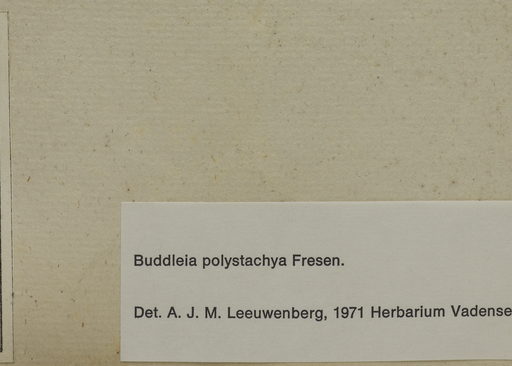 Buddleia polystachya Fresen.
Det. A. J. M. Leeuwenberg, 1971 Herbarium Vadense